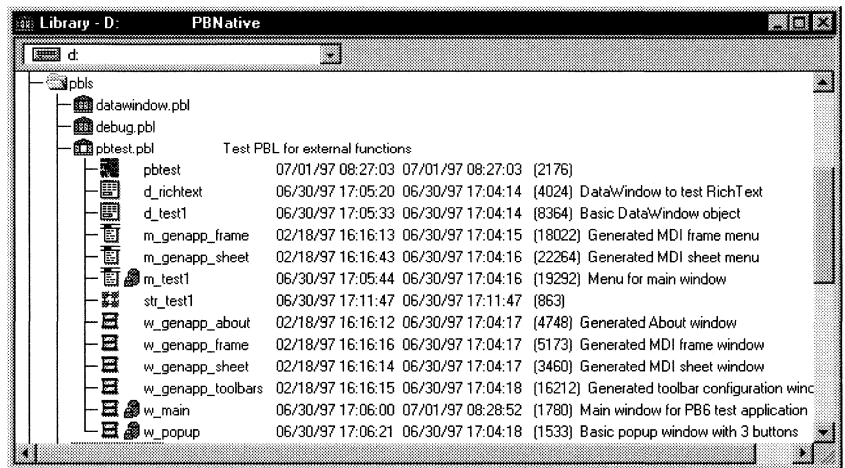 Library - D: PBNative
d:
pbls
datawindow.pbl
debug.pbl
pbtest.pbl Test PBL for external functions
pbtest 07/01/97 08:27:03 07/01/97 08:27:03 (2176)
d_richtext 06/30/97 17:05:20 06/30/97 17:04:14 (4024) DataWindow to test RichText
d_test1 06/30/97 17:05:33 06/30/97 17:04:14 (8364) Basic DataWindow object
m_genapp_frame 02/18/97 16:16:13 06/30/97 17:04:15 (18022) Generated MDI frame menu
m_genapp_sheet 02/18/97 16:16:43 06/30/97 17:04:16 (22264) Generated MDI sheet menu
m_test1 06/30/97 17:05:44 06/30/97 17:04:16 (19292) Menu for main window
str_test1 06/30/97 17:11:47 06/30/97 17:11:47 (863)
w_genapp_about 02/18/97 16:16:12 06/30/97 17:04:17 (4748) Generated About window
w_genapp_frame 02/18/97 16:16:16 06/30/97 17:04:17 (5173) Generated MDI frame window
w_genapp_sheet 02/18/97 16:16:14 06/30/97 17:04:17 (3460) Generated MDI sheet window
w_genapp_toolbars 02/18/97 16:16:15 06/30/97 17:04:18 (16212) Generated toolbar configuration winc
w_main 06/30/97 17:06:00 07/01/97 08:28:52 (1780) Main window for PB6 test application
w_popup 06/30/97 17:06:21 06/30/97 17:04:18 (1533) Basic popup window with 3 buttons